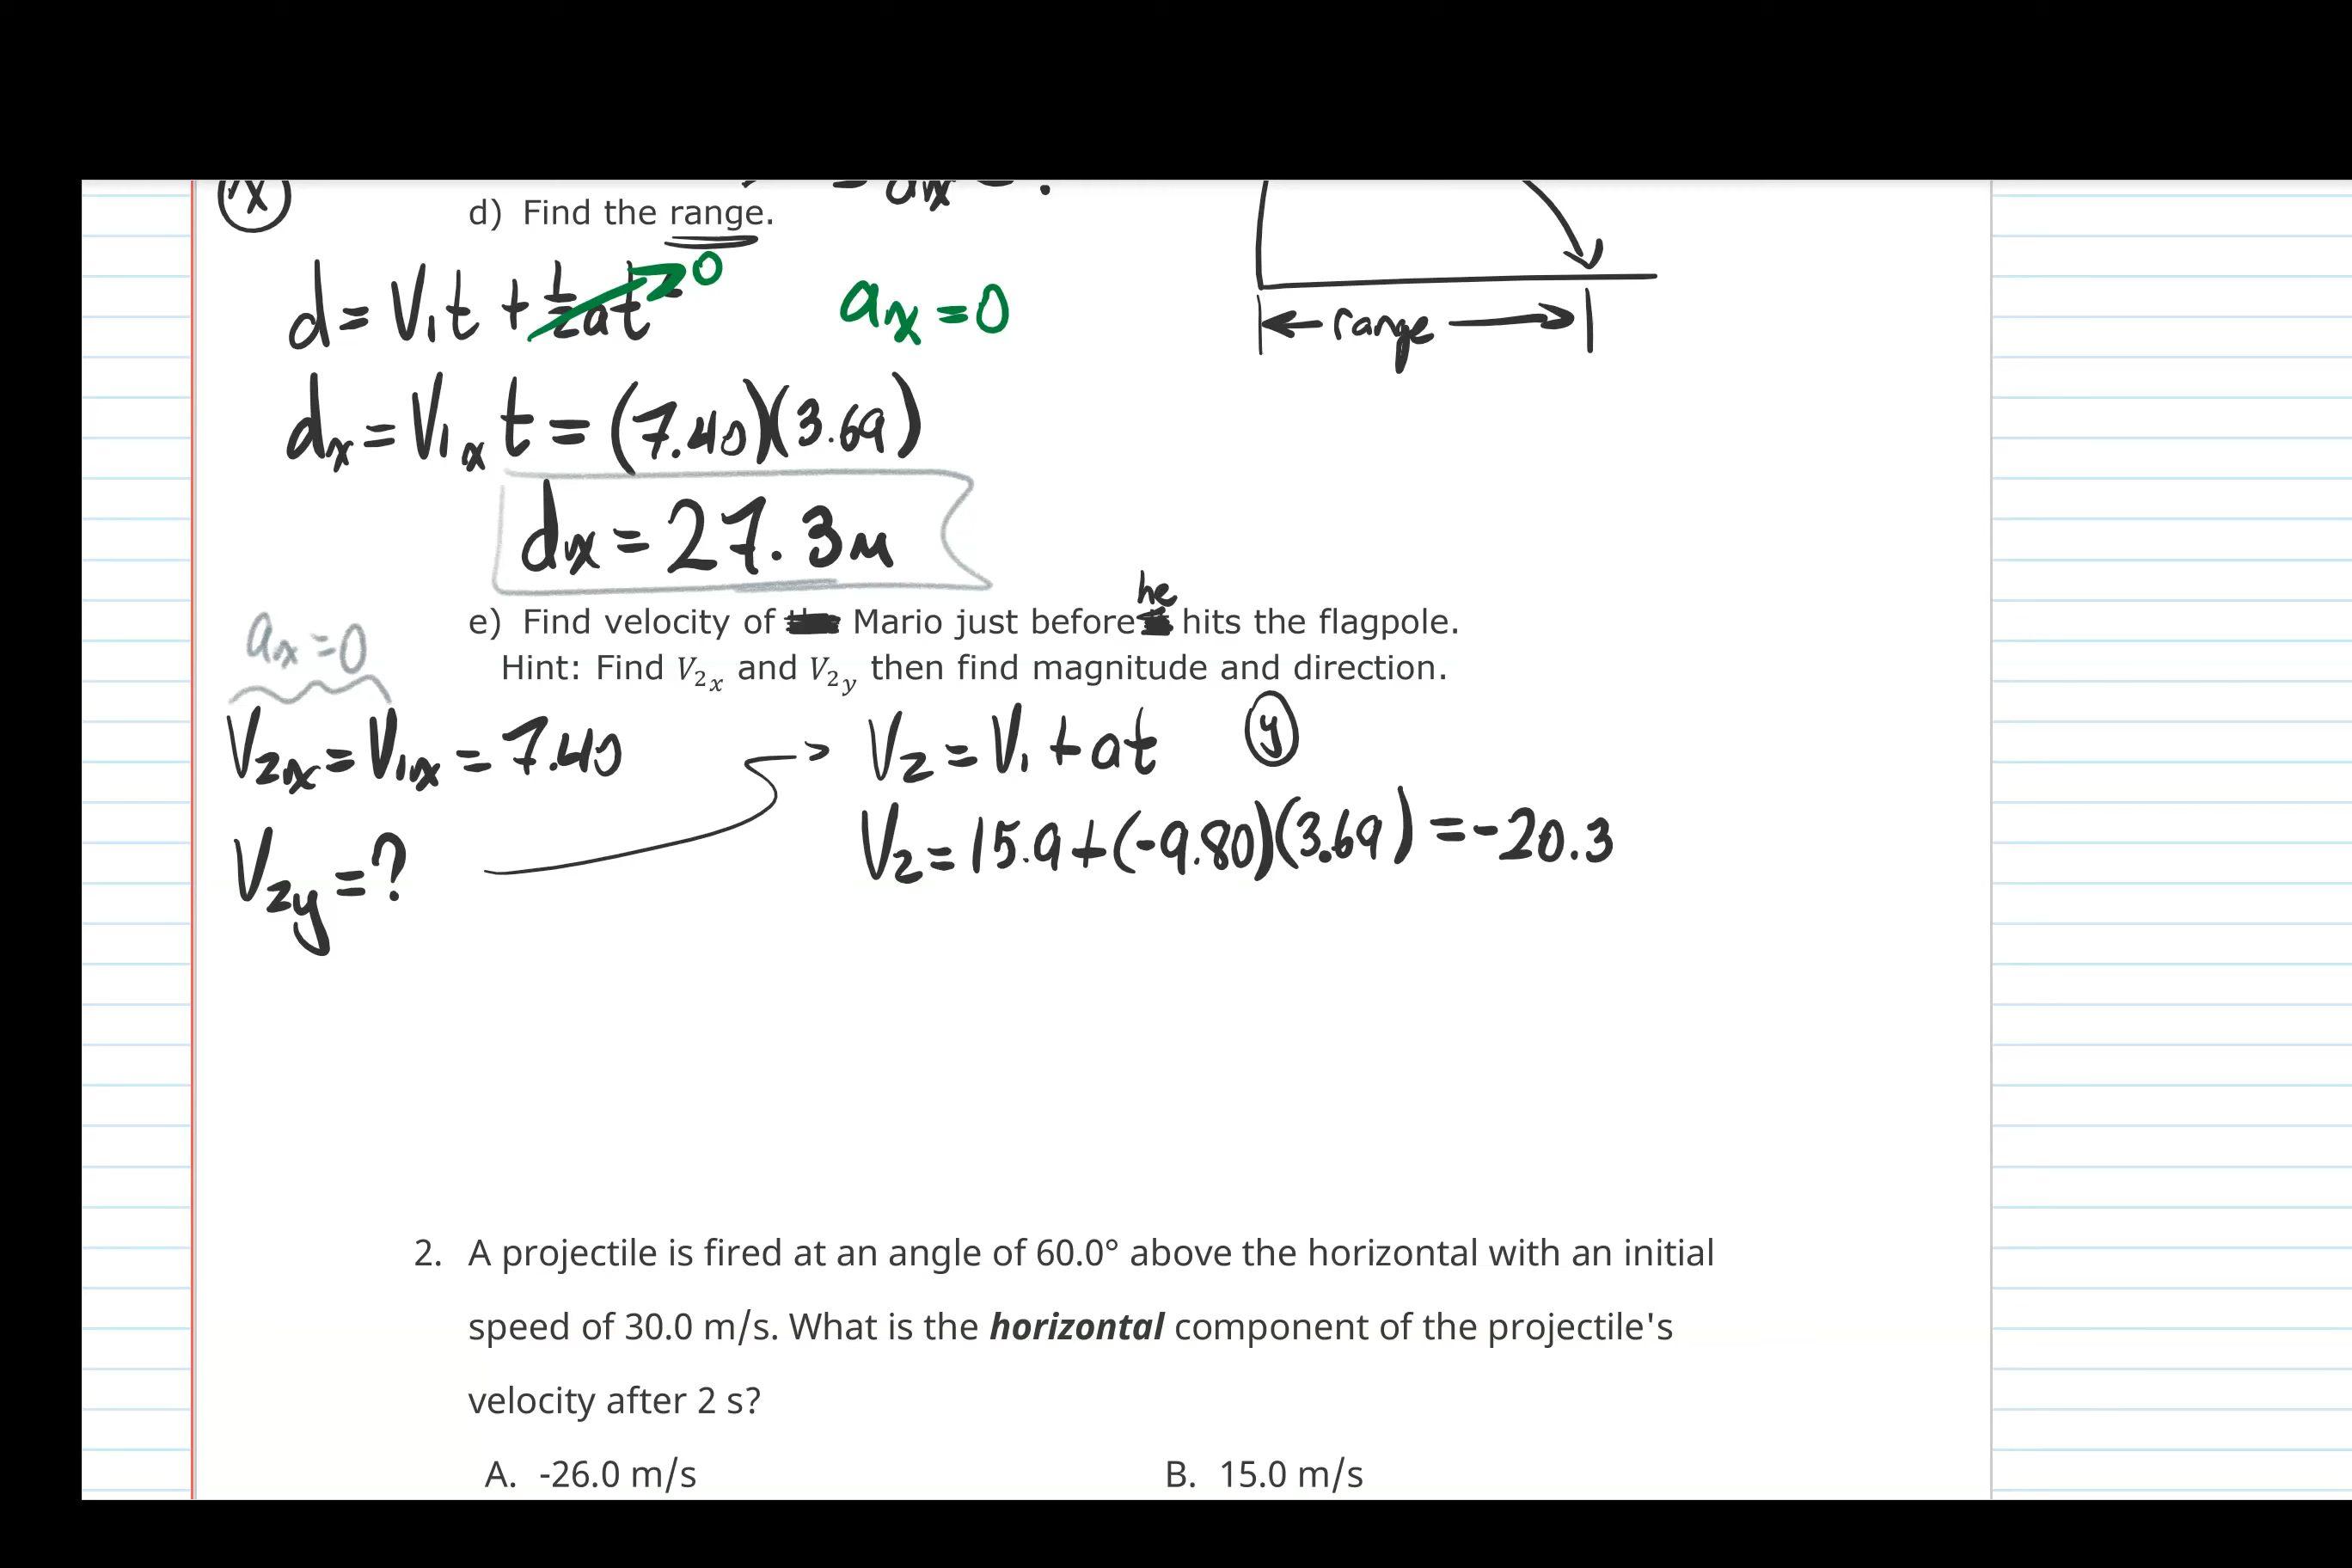 x
d) Find the range.
d = V₁t + ½at² 0
aₓ = 0
range
dₓ = V₁ₓ t = (7.40)(3.69)
dₓ = 27.3m
he
e) Find velocity of Mario just before hits the flagpole.
aₓ = 0
Hint: Find V₂ₓ and V₂y then find magnitude and direction.
V₂ₓ = V₁ₓ = 7.40
V₂ = V₁ + at y
V₂ = 15.9 + (-9.80)(3.69) = -20.3
V₂y = ?
2. A projectile is fired at an angle of 60.0° above the horizontal with an initial
speed of 30.0 m/s. What is the horizontal component of the projectile's
velocity after 2 s?
A. -26.0 m/s B. 15.0 m/s